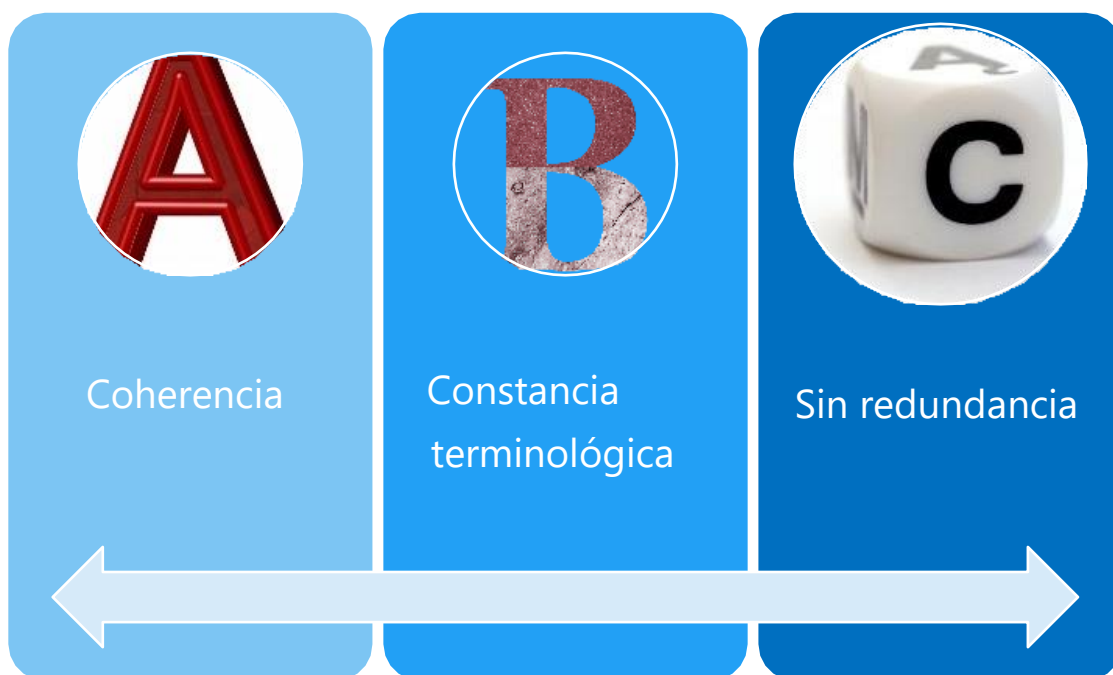 A
B
A
C
Coherencia
Constancia
terminológica
Sin redundancia